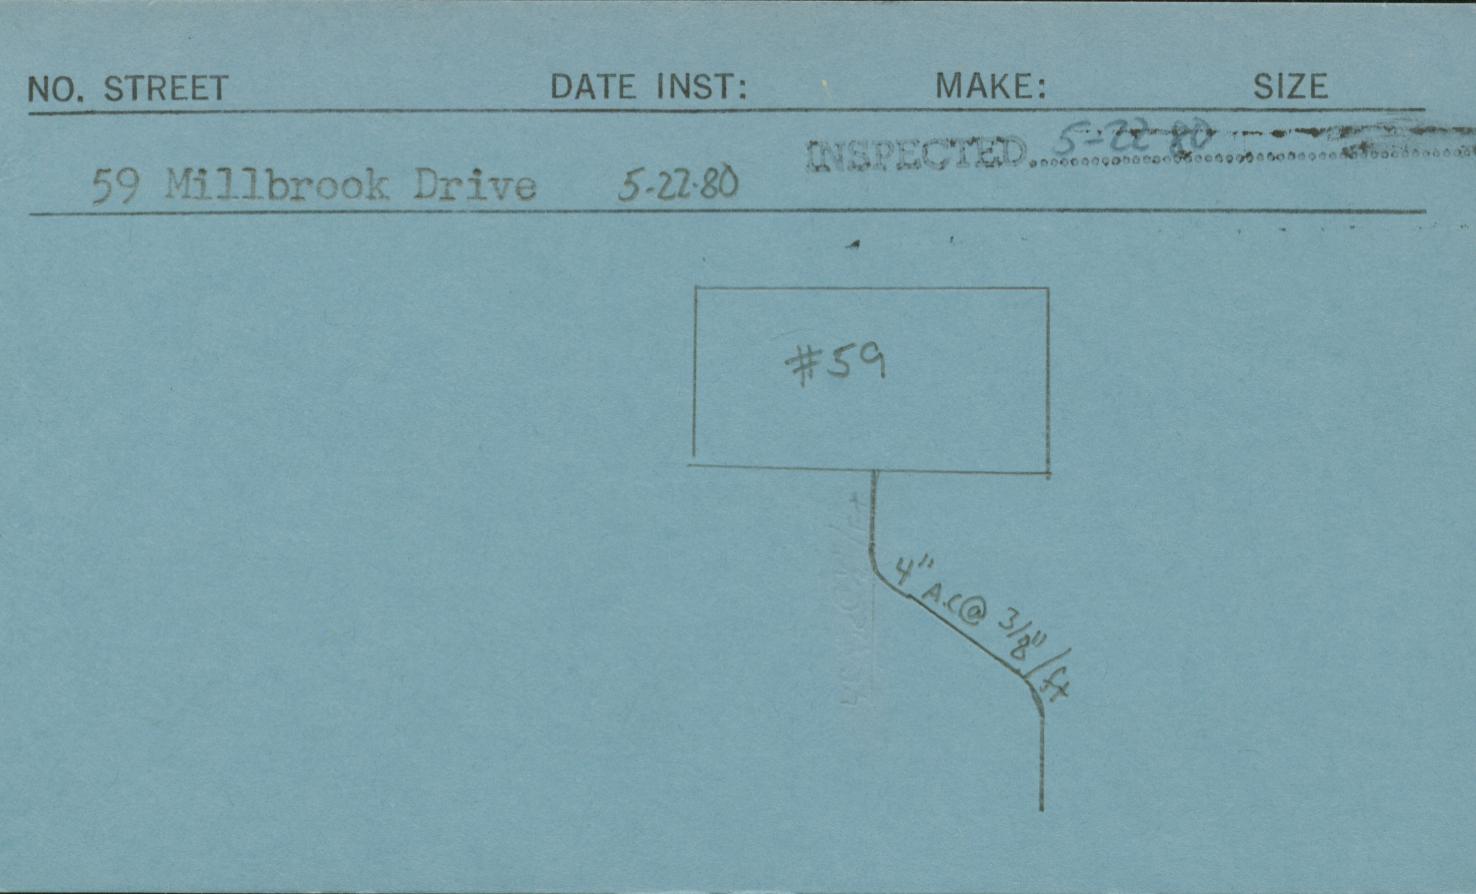 NO. STREET DATE INST: MAKE: SIZE
INSPECTED 5-22-80
59 Millbrook Drive 5-22-80
#59
4" A.C@ 3/8"/ft